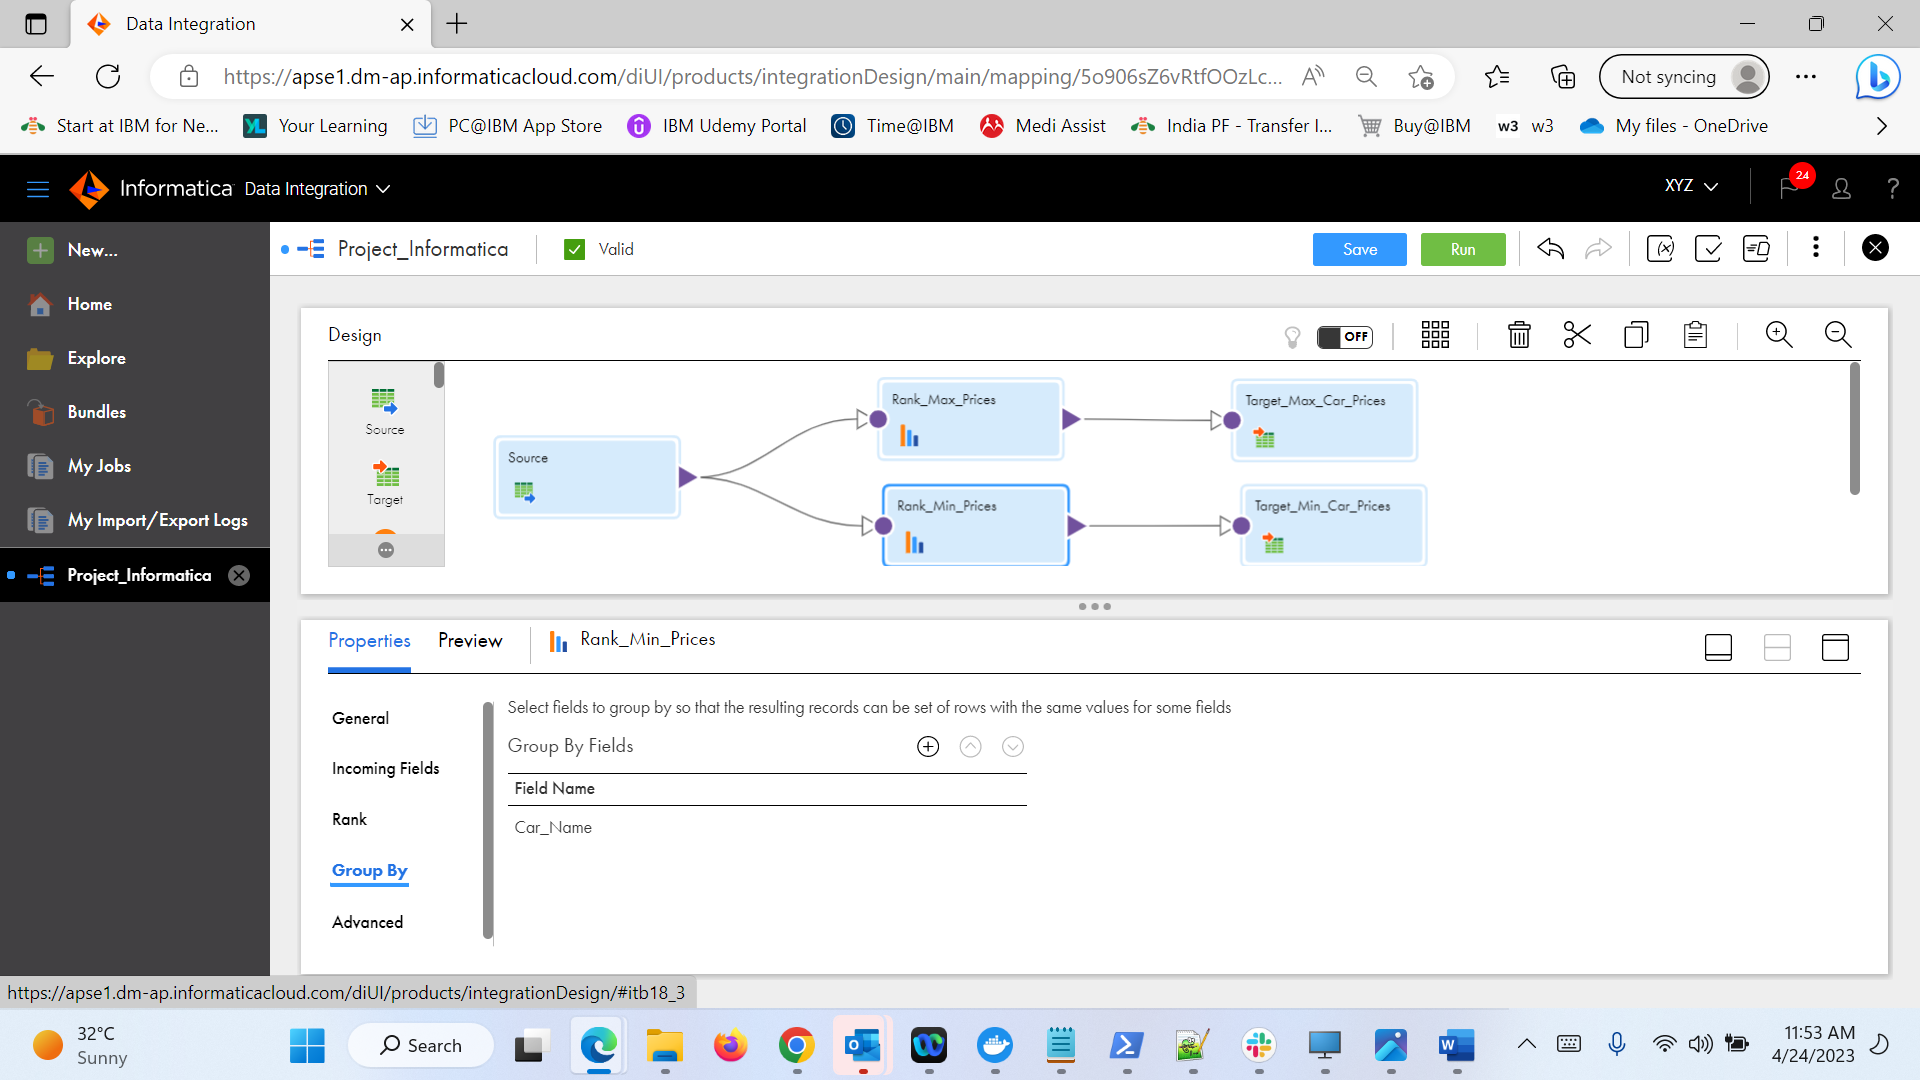 Data Integration
https://apse1.dm-ap.informaticacloud.com/diUI/products/integrationDesign/main/mapping/5o906sZ6vRtfOOzLc...
Not syncing
Start at IBM for Ne...
Your Learning
PC@IBM App Store
IBM Udemy Portal
Time@IBM
Medi Assist
India PF - Transfer I...
Buy@IBM
w3 w3
My files - OneDrive
Informatica Data Integration
XYZ
24
?
New...
Project_Informatica
Valid
Save
Run
Home
Explore
Bundles
My Jobs
My Import/Export Logs
Project_Informatica
Design
OFF
Source
Target
Source
Rank_Max_Prices
Target_Max_Car_Prices
Rank_Min_Prices
Target_Min_Car_Prices
Properties
Preview
Rank_Min_Prices
General
Incoming Fields
Rank
Group By
Advanced
Select fields to group by so that the resulting records can be set of rows with the same values for some fields
Group By Fields
Field Name
Car_Name
https://apse1.dm-ap.informaticacloud.com/diUI/products/integrationDesign/#itb18_3
32°C
Sunny
Search
11:53 AM
4/24/2023